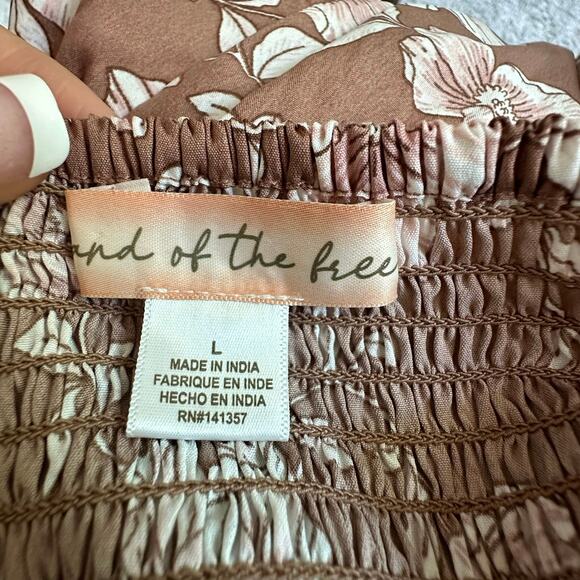 and of the free
L
MADE IN INDIA
FABRIQUE EN INDE
HECHO EN INDIA
RN#141357